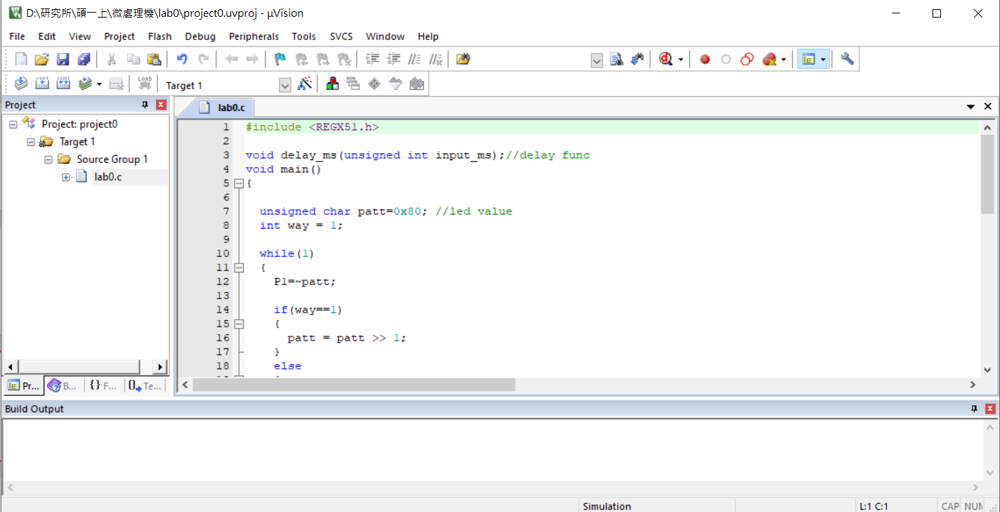 D:\研究所\碩一上\微處理機\lab0\project0.uvproj - µVision
File Edit View Project Flash Debug Peripherals Tools SVCS Window Help
LOAD
Target 1
Project
Project: project0
Target 1
Source Group 1
lab0.c
Pr... B... {} F... Te...
lab0.c
1 #include <REGX51.h>
2
3 void delay_ms(unsigned int input_ms);//delay func
4 void main()
5 {
6
7 unsigned char patt=0x80; //led value
8 int way = 1;
9
10 while(1)
11 {
12 P1=~patt;
13
14 if(way==1)
15 {
16 patt = patt >> 1;
17 }
18 else
Build Output
Simulation L:1 C:1 CAP NUM